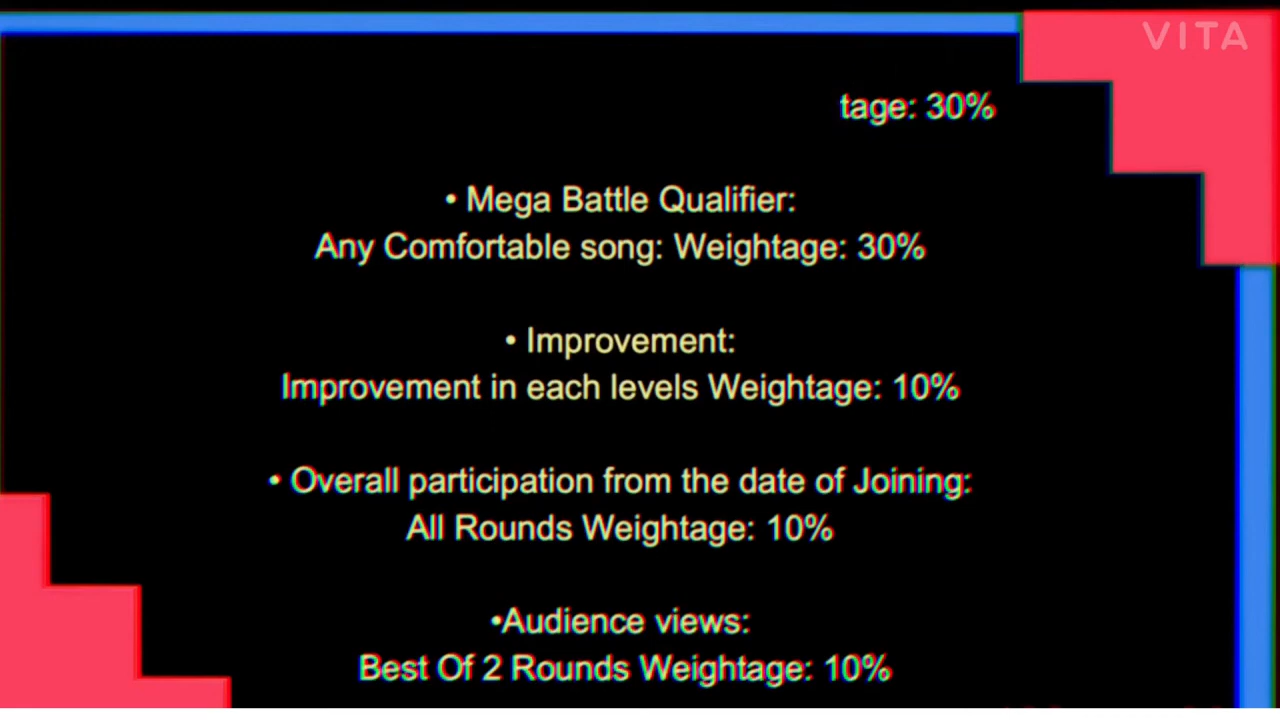 VITA
tage: 30%
• Mega Battle Qualifier:
Any Comfortable song: Weightage: 30%
• Improvement:
Improvement in each levels Weightage: 10%
• Overall participation from the date of Joining:
All Rounds Weightage: 10%
•Audience views:
Best Of 2 Rounds Weightage: 10%